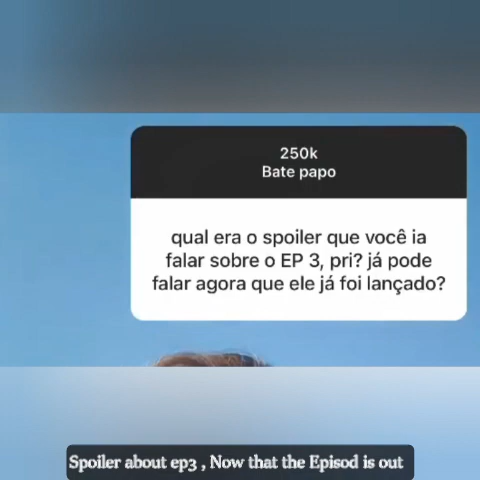 250k
Bate papo
qual era o spoiler que você ia
falar sobre o EP 3, pri? já pode
falar agora que ele já foi lançado?
Spoiler about ep3 , Now that the Episod is out